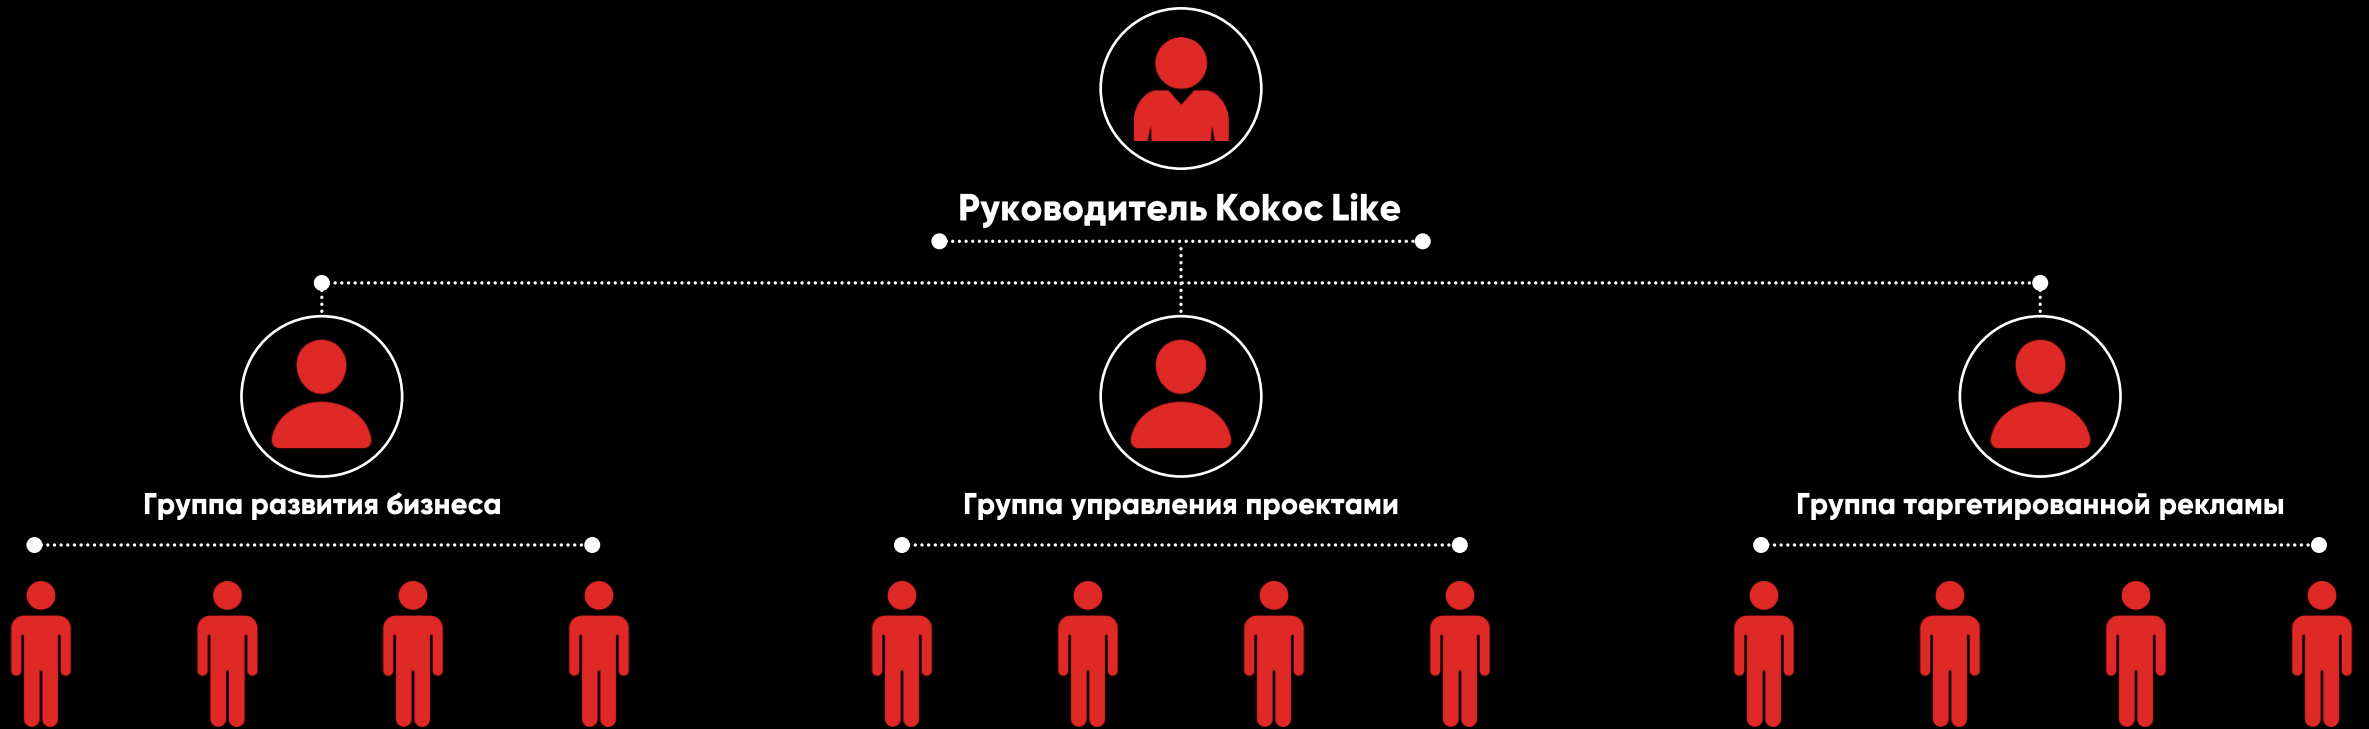 Руководитель Kokoc Like
Группа развития бизнеса
Группа управления проектами
Группа таргетированной рекламы